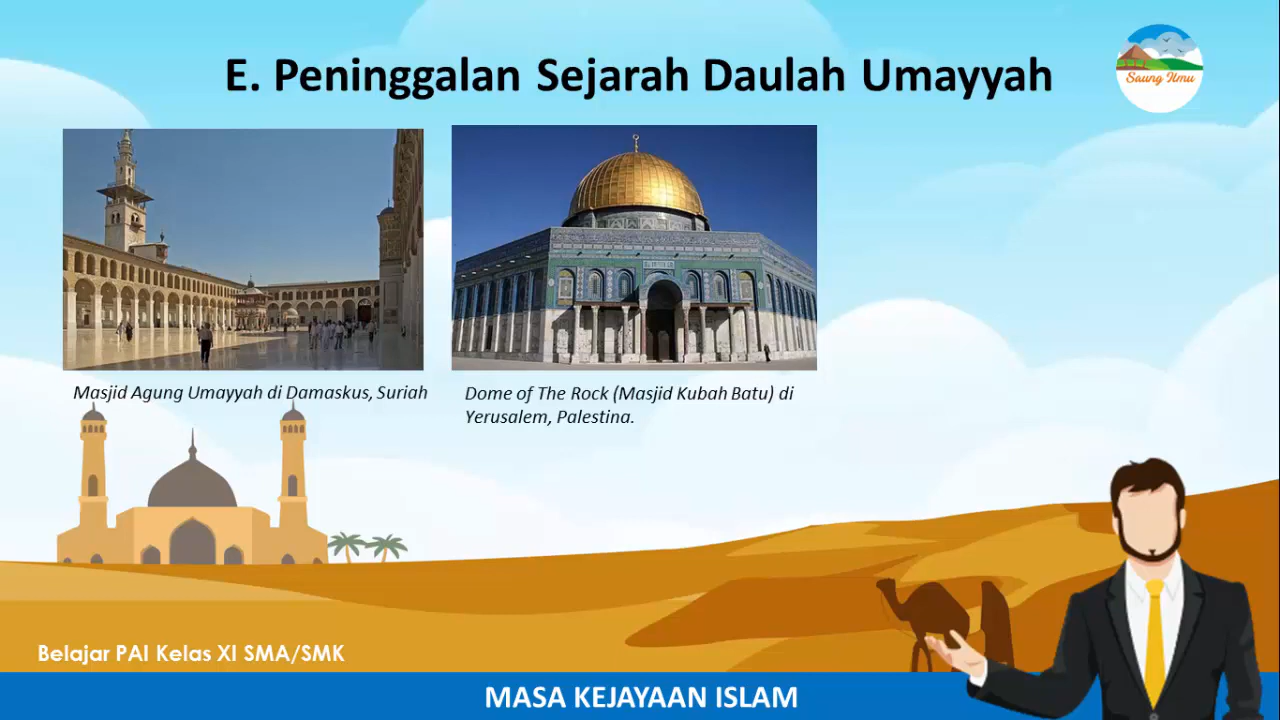 E. Peninggalan Sejarah Daulah Umayyah
Saung Ilmu
Masjid Agung Umayyah di Damaskus, Suriah
Dome of The Rock (Masjid Kubah Batu) di
Yerusalem, Palestina.
Belajar PAI Kelas XI SMA/SMK
MASA KEJAYAAN ISLAM